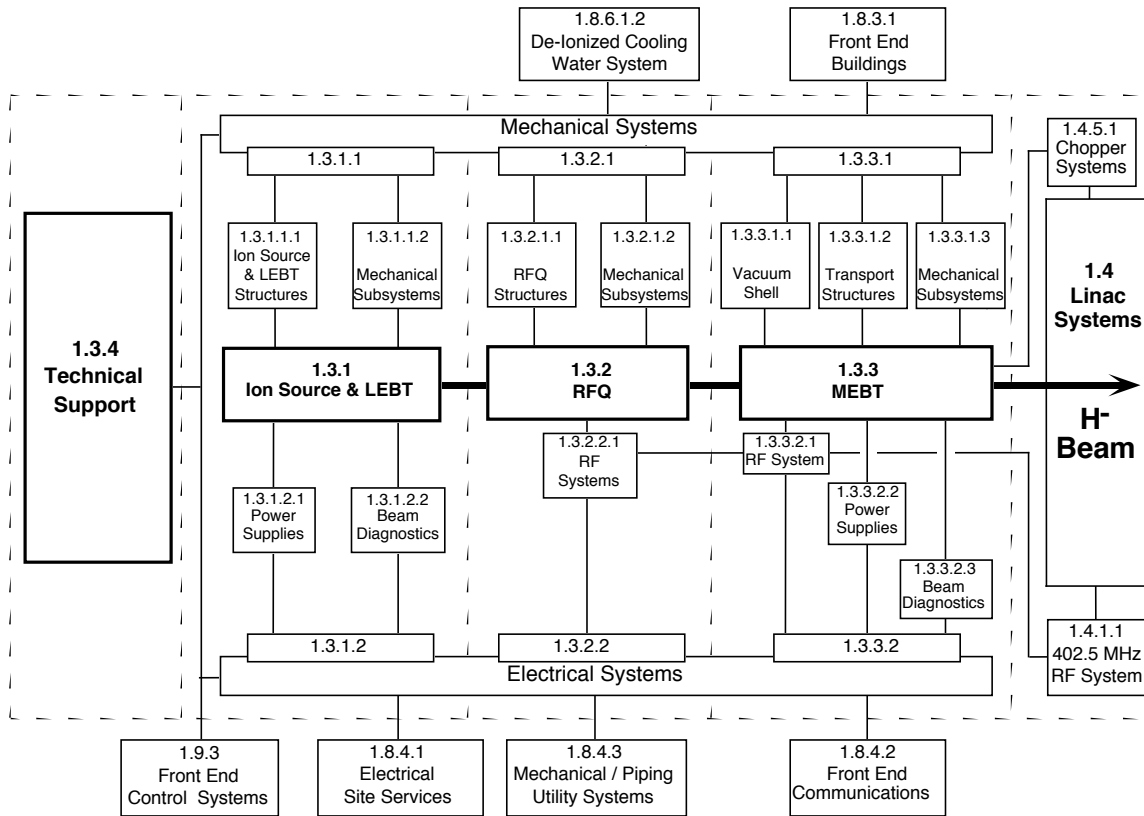 1.8.6.1.2
De-Ionized Cooling
Water System
1.8.3.1
Front End
Buildings
Mechanical Systems
1.3.1.1
1.3.2.1
1.3.3.1
1.4.5.1
Chopper
Systems
1.3.1.1.1
Ion Source
& LEBT
Structures
1.3.1.1.2
Mechanical
Subsystems
1.3.2.1.1
RFQ
Structures
1.3.2.1.2
Mechanical
Subsystems
1.3.3.1.1
Vacuum
Shell
1.3.3.1.2
Transport
Structures
1.3.3.1.3
Mechanical
Subsystems
1.4
Linac
Systems
1.3.4
Technical
Support
1.3.1
Ion Source & LEBT
1.3.2
RFQ
1.3.3
MEBT
H-
Beam
1.3.2.2.1
RF
Systems
1.3.3.2.1
RF System
1.3.1.2.1
Power
Supplies
1.3.1.2.2
Beam
Diagnostics
1.3.3.2.2
Power
Supplies
1.3.3.2.3
Beam
Diagnostics
1.3.1.2
1.3.2.2
1.3.3.2
Electrical Systems
1.4.1.1
402.5 MHz
RF System
1.9.3
Front End
Control Systems
1.8.4.1
Electrical
Site Services
1.8.4.3
Mechanical / Piping
Utility Systems
1.8.4.2
Front End
Communications